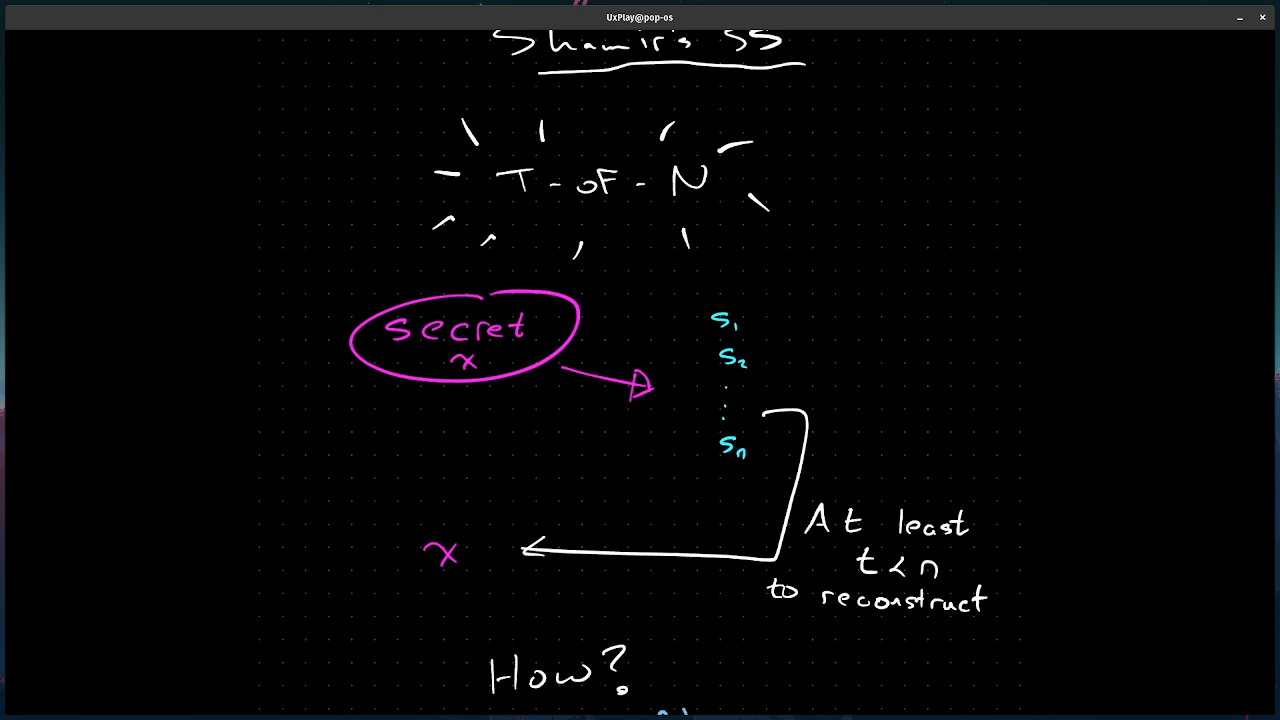 UxPlay@pop-os
Shamir's SS
T-oF-N
secret
x
s1
s2
sn
At least
t<n
to reconstruct
x
How?